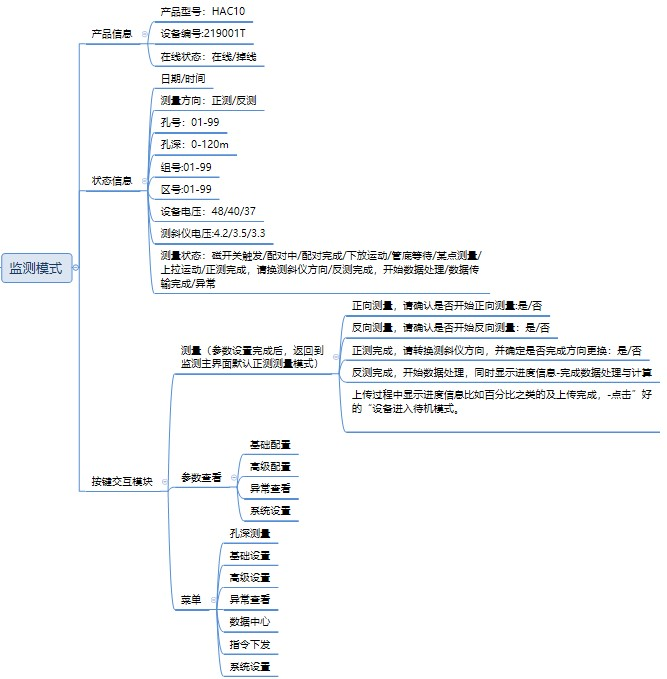 监测模式
产品信息
产品型号：HAC10
设备编号:219001T
在线状态：在线/掉线
状态信息
日期/时间
测量方向：正测/反测
孔号：01-99
孔深：0-120m
组号:01-99
区号:01-99
设备电压：48/40/37
测斜仪电压:4.2/3.5/3.3
测量状态：磁开关触发/配对中/配对完成/下放运动/管底等待/某点测量/
上拉运动/正测完成，请换测斜仪方向/反测完成，开始数据处理/数据传
输完成/异常
按键交互模块
测量（参数设置完成后，返回到
监测主界面默认正测测量模式）
正向测量，请确认是否开始正向测量:是/否
反向测量，请确认是否开始反向测量：是/否
正测完成，请转换测斜仪方向，并确定是否完成方向更换：是/否
反测完成，开始数据处理，同时显示进度信息-完成数据处理与计算
上传过程中显示进度信息比如百分比之类的及上传完成，-点击”好
的“设备进入待机模式。
参数查看
基础配置
高级配置
异常查看
系统设置
菜单
孔深测量
基础设置
高级设置
异常查看
数据中心
指令下发
系统设置